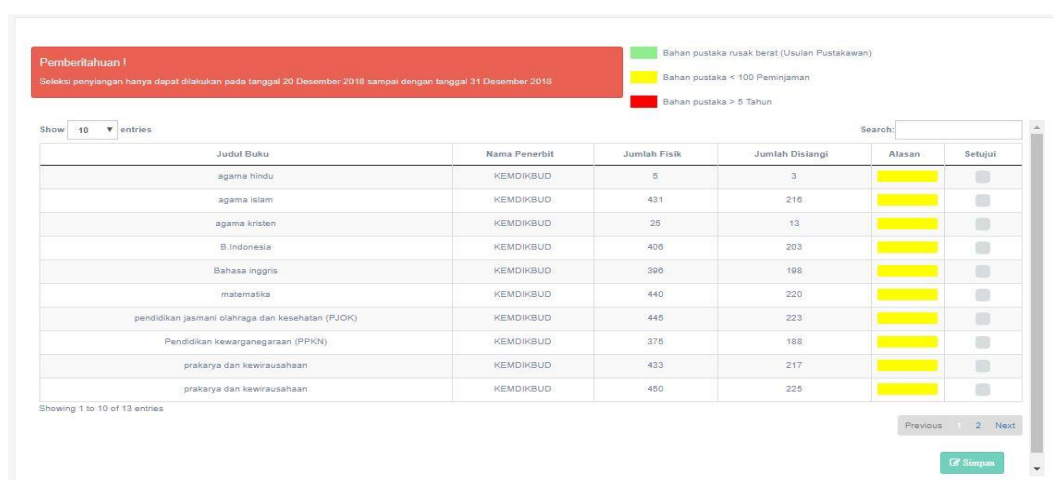 Pemberitahuan !
Seleksi penyiangan hanya dapat dilakukan pada tanggal 20 Desember 2018 sampai dengan tanggal 31 Desember 2018
Bahan pustaka rusak berat (Usulan Pustakawan)
Bahan pustaka < 100 Peminjaman
Bahan pustaka > 5 Tahun
Show 10 entries
Search:
Judul Buku Nama Penerbit Jumlah Fisik Jumlah Disiangi Alasan Setujui
agama hindu KEMDIKBUD 5 3
agama islam KEMDIKBUD 431 216
agama kristen KEMDIKBUD 25 13
B.Indonesia KEMDIKBUD 406 203
Bahasa inggris KEMDIKBUD 396 198
matematika KEMDIKBUD 440 220
pendidikan jasmani olahraga dan kesehatan (PJOK) KEMDIKBUD 445 223
Pendidikan kewarganegaraan (PPKN) KEMDIKBUD 375 188
prakarya dan kewirausahaan KEMDIKBUD 433 217
prakarya dan kewirausahaan KEMDIKBUD 450 225
Showing 1 to 10 of 13 entries
Previous 1 2 Next
Simpan